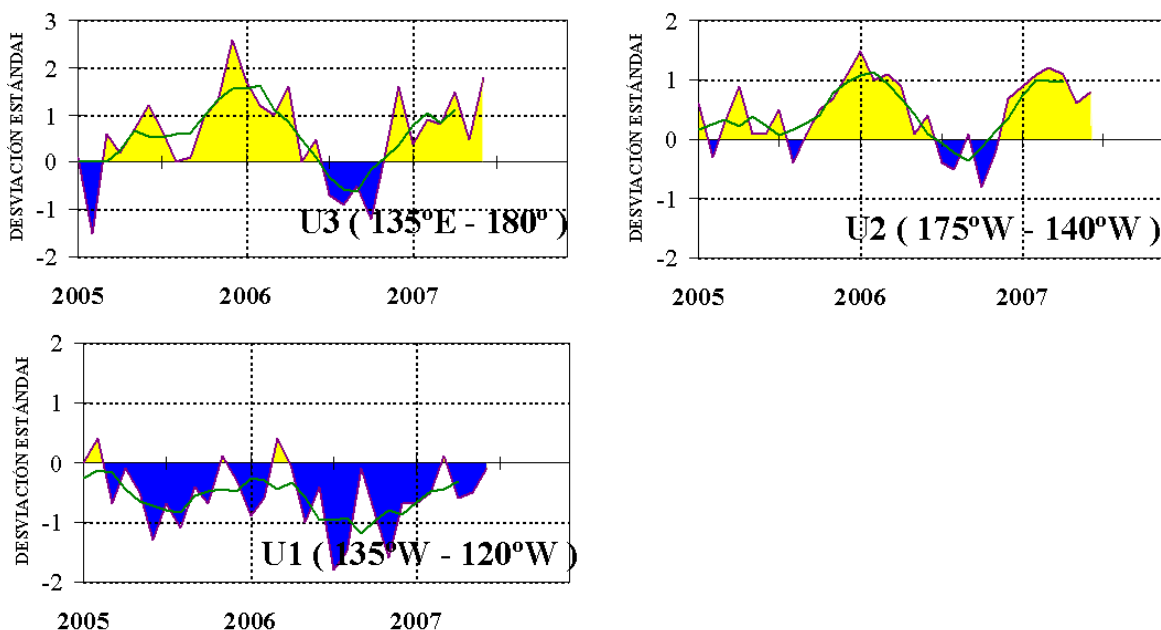 DESVIACIÓN ESTÁNDAI
3
2
1
0
-1
-2
U3 ( 135ºE - 180º )
2005 2006 2007
DESVIACIÓN ESTÁNDAI
2
1
0
-1
-2
U2 ( 175ºW - 140ºW )
2005 2006 2007
DESVIACIÓN ESTÁNDAI
2
1
0
-1
-2
U1 ( 135ºW - 120ºW )
2005 2006 2007